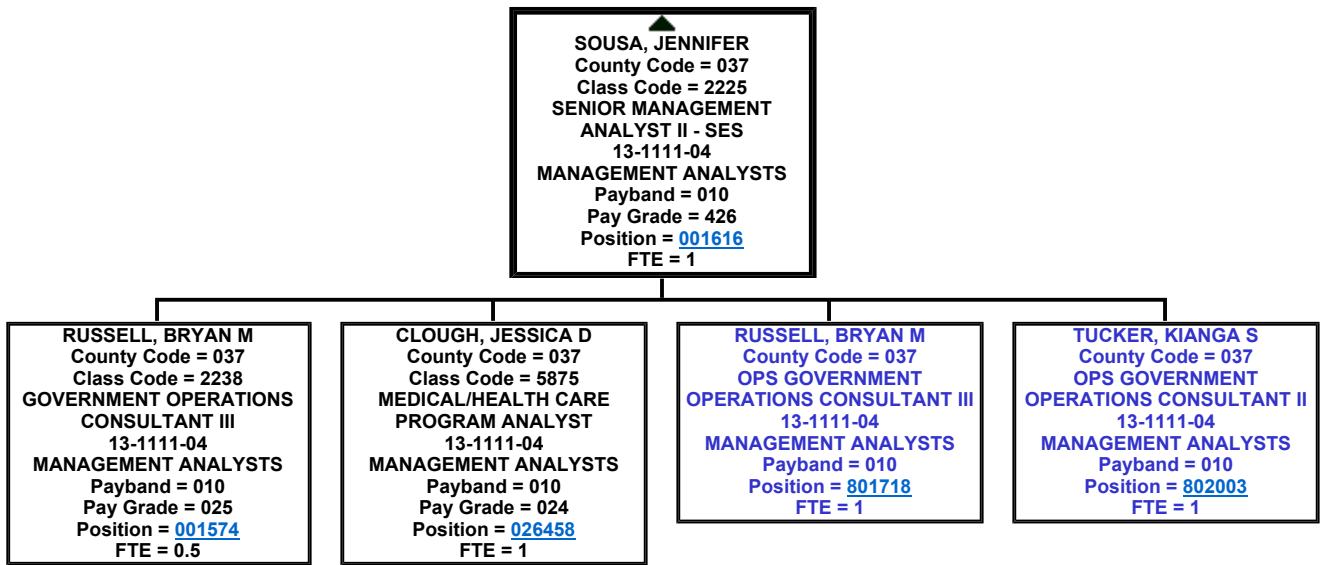 SOUSA, JENNIFER
County Code = 037
Class Code = 2225
SENIOR MANAGEMENT
ANALYST II - SES
13-1111-04
MANAGEMENT ANALYSTS
Payband = 010
Pay Grade = 426
Position = 001616
FTE = 1
RUSSELL, BRYAN M
County Code = 037
Class Code = 2238
GOVERNMENT OPERATIONS
CONSULTANT III
13-1111-04
MANAGEMENT ANALYSTS
Payband = 010
Pay Grade = 025
Position = 001574
FTE = 0.5
CLOUGH, JESSICA D
County Code = 037
Class Code = 5875
MEDICAL/HEALTH CARE
PROGRAM ANALYST
13-1111-04
MANAGEMENT ANALYSTS
Payband = 010
Pay Grade = 024
Position = 026458
FTE = 1
RUSSELL, BRYAN M
County Code = 037
OPS GOVERNMENT
OPERATIONS CONSULTANT III
13-1111-04
MANAGEMENT ANALYSTS
Payband = 010
Position = 801718
FTE = 1
TUCKER, KIANGA S
County Code = 037
OPS GOVERNMENT
OPERATIONS CONSULTANT II
13-1111-04
MANAGEMENT ANALYSTS
Payband = 010
Position = 802003
FTE = 1